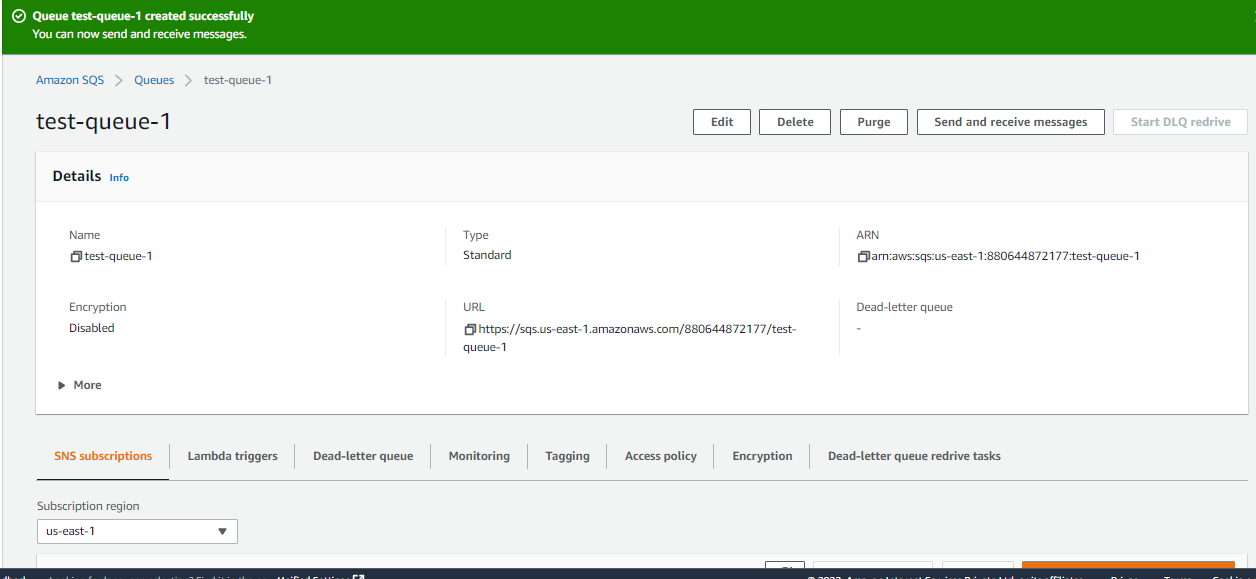 Queue test-queue-1 created successfully
You can now send and receive messages.
Amazon SQS
Queues
test-queue-1
test-queue-1
Edit
Delete
Purge
Send and receive messages
Start DLQ redrive
Details
Info
Name
Type
ARN
test-queue-1
Standard
arn:aws:sqs:us-east-1:880644872177:test-queue-1
Encryption
URL
Dead-letter queue
Disabled
https://sqs.us-east-1.amazonaws.com/880644872177/test-
queue-1
-
More
SNS subscriptions
Lambda triggers
Dead-letter queue
Monitoring
Tagging
Access policy
Encryption
Dead-letter queue redrive tasks
Subscription region
us-east-1